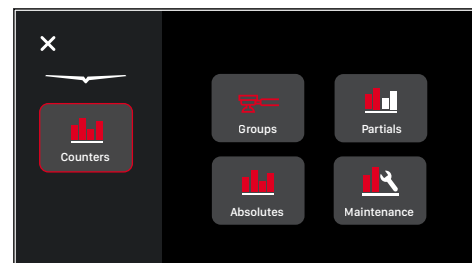 Counters
Groups
Partials
Absolutes
Maintenance